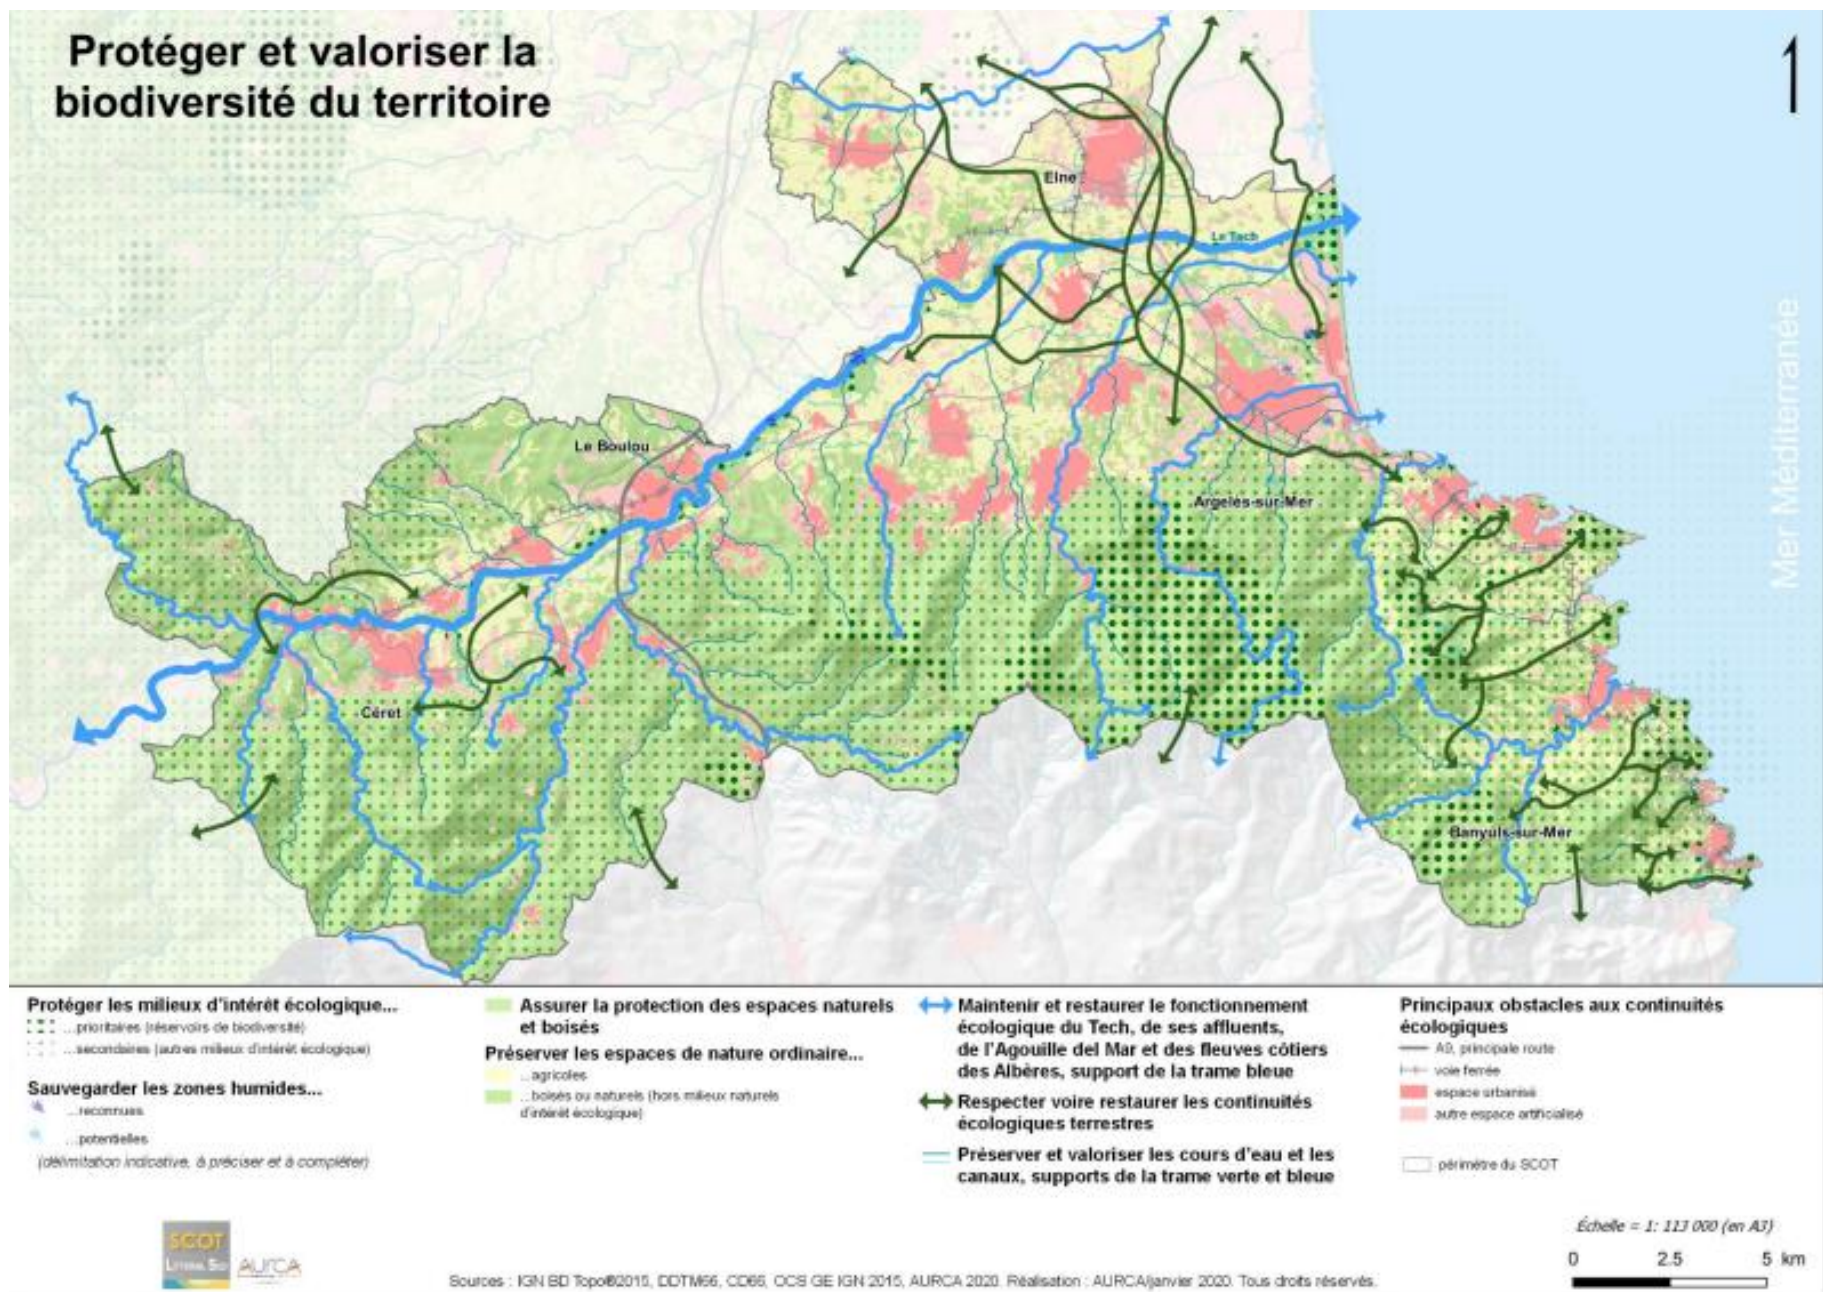 Protéger et valoriser la
biodiversité du territoire
Elne
Le Tech
Le Boulou
Argelès-sur-Mer
Céret
Banyuls-sur-Mer
Mer Méditerranée
Protéger les milieux d'intérêt écologique...
...prioritaires (réservoirs de biodiversité)
...secondaires (autres milieux d'intérêt écologique)
Sauvegarder les zones humides...
...reconnues
...potentielles
(délimitation indicative, à préciser et à compléter)
Assurer la protection des espaces naturels
et boisés
Préserver les espaces de nature ordinaire...
...agricoles
...boisés ou naturels (hors milieux naturels
d'intérêt écologique)
Maintenir et restaurer le fonctionnement
écologique du Tech, de ses affluents,
de l'Agouille del Mar et des fleuves côtiers
des Albères, support de la trame bleue
Respecter voire restaurer les continuités
écologiques terrestres
Préserver et valoriser les cours d'eau et les
canaux, supports de la trame verte et bleue
Principaux obstacles aux continuités
écologiques
A9, principale route
voie ferrée
espace urbanisé
autre espace artificialisé
périmètre du SCOT
Échelle = 1: 113 000 (en A3)
0 2.5 5 km
SCOT
Littoral Sud
AURCA
Sources : IGN BD Topo®2015, DDTM66, CD66, OCS GE IGN 2015, AURCA 2020. Réalisation : AURCA/janvier 2020. Tous droits réservés.